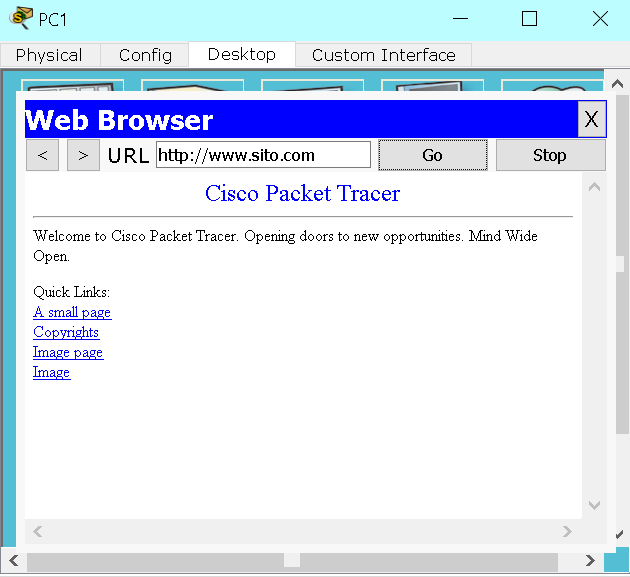 PC1
Physical Config Desktop Custom Interface
Web Browser X
< > URL http://www.sito.com Go Stop
Cisco Packet Tracer
Welcome to Cisco Packet Tracer. Opening doors to new opportunities. Mind Wide
Open.
Quick Links:
A small page
Copyrights
Image page
Image